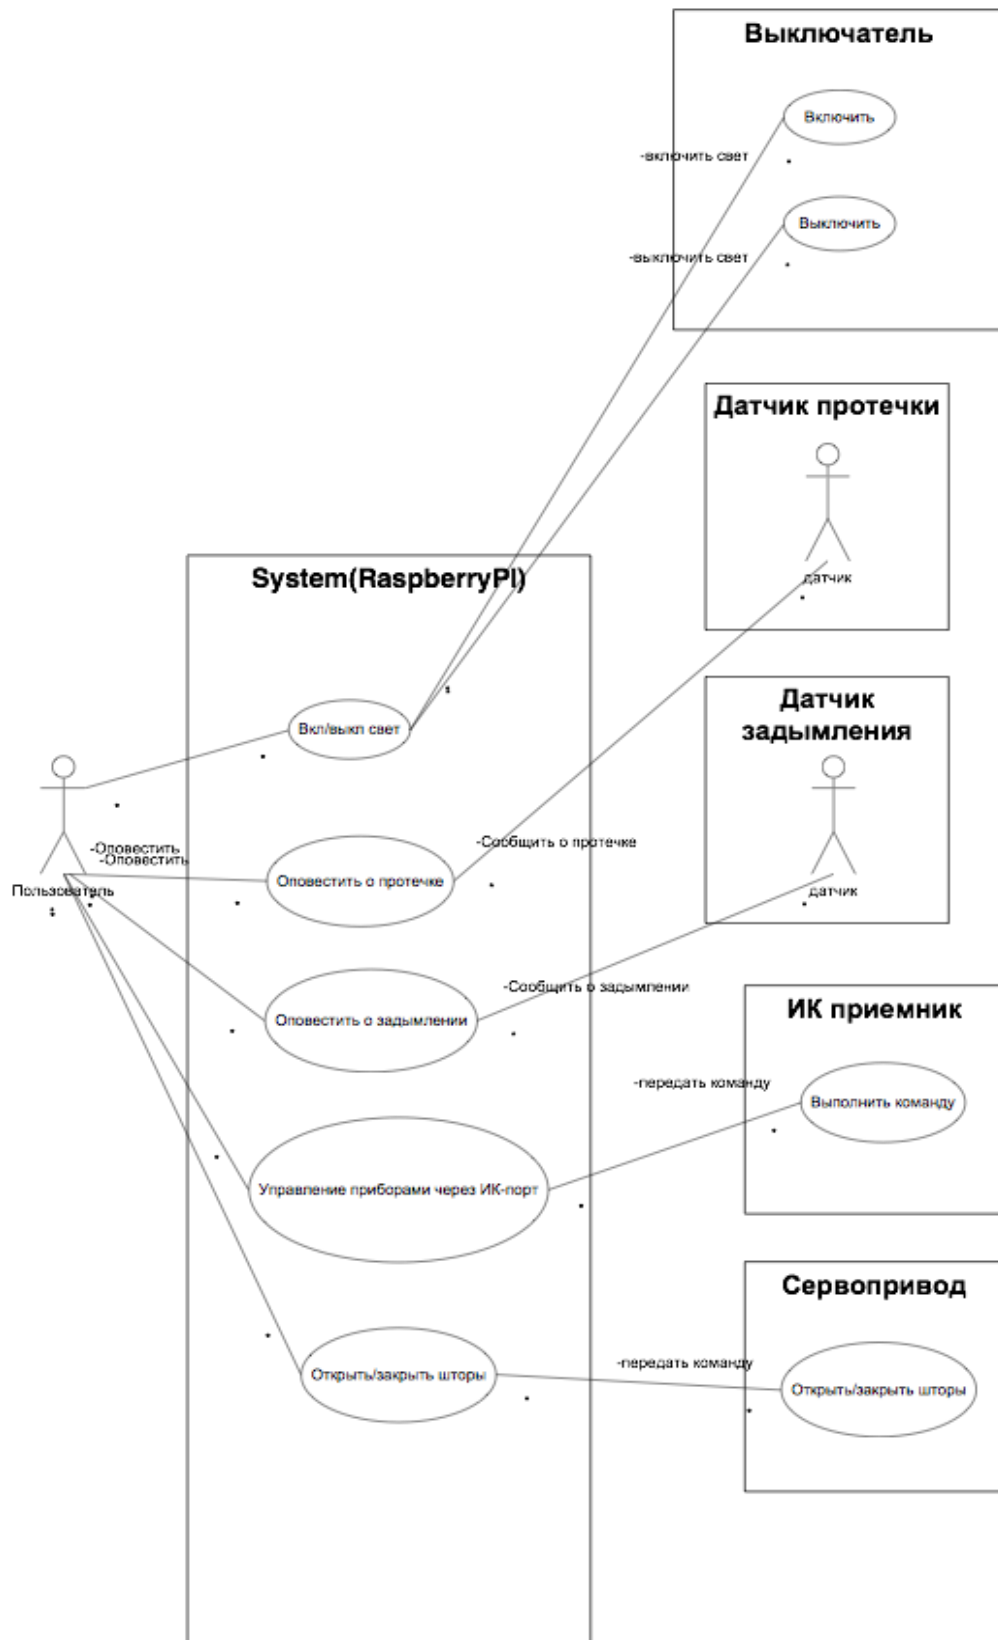 Выключатель
Включить
-включить свет
Выключить
-выключить свет
Датчик протечки
датчик
System(RaspberryPI)
Датчик
задымления
Вкл/выкл свет
-Оповестить
-Оповестить
-Сообщить о протечке
Оповестить о протечке
Пользователь
датчик
-Сообщить о задымлении
Оповестить о задымлении
ИК приемник
-передать команду
Выполнить команду
Управление приборами через ИК-порт
Сервопривод
-передать команду
Открыть/закрыть шторы
Открыть/закрыть шторы